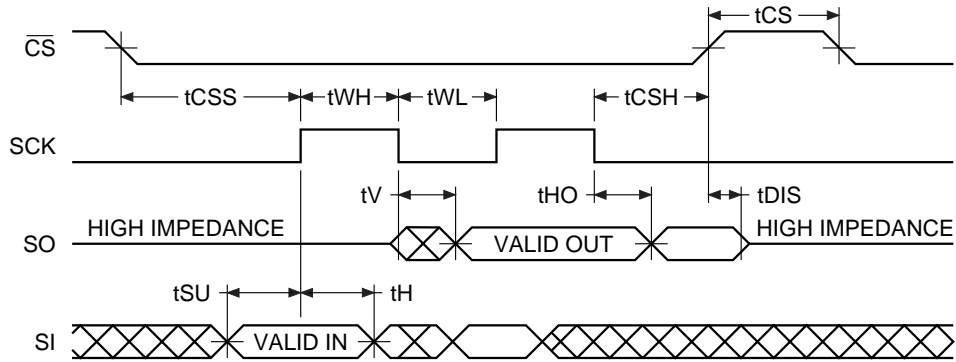 tCS
CS
tCSS
tWH
tWL
tCSH
SCK
tV
tHO
tDIS
HIGH IMPEDANCE
SO
VALID OUT
HIGH IMPEDANCE
tSU
tH
SI
VALID IN